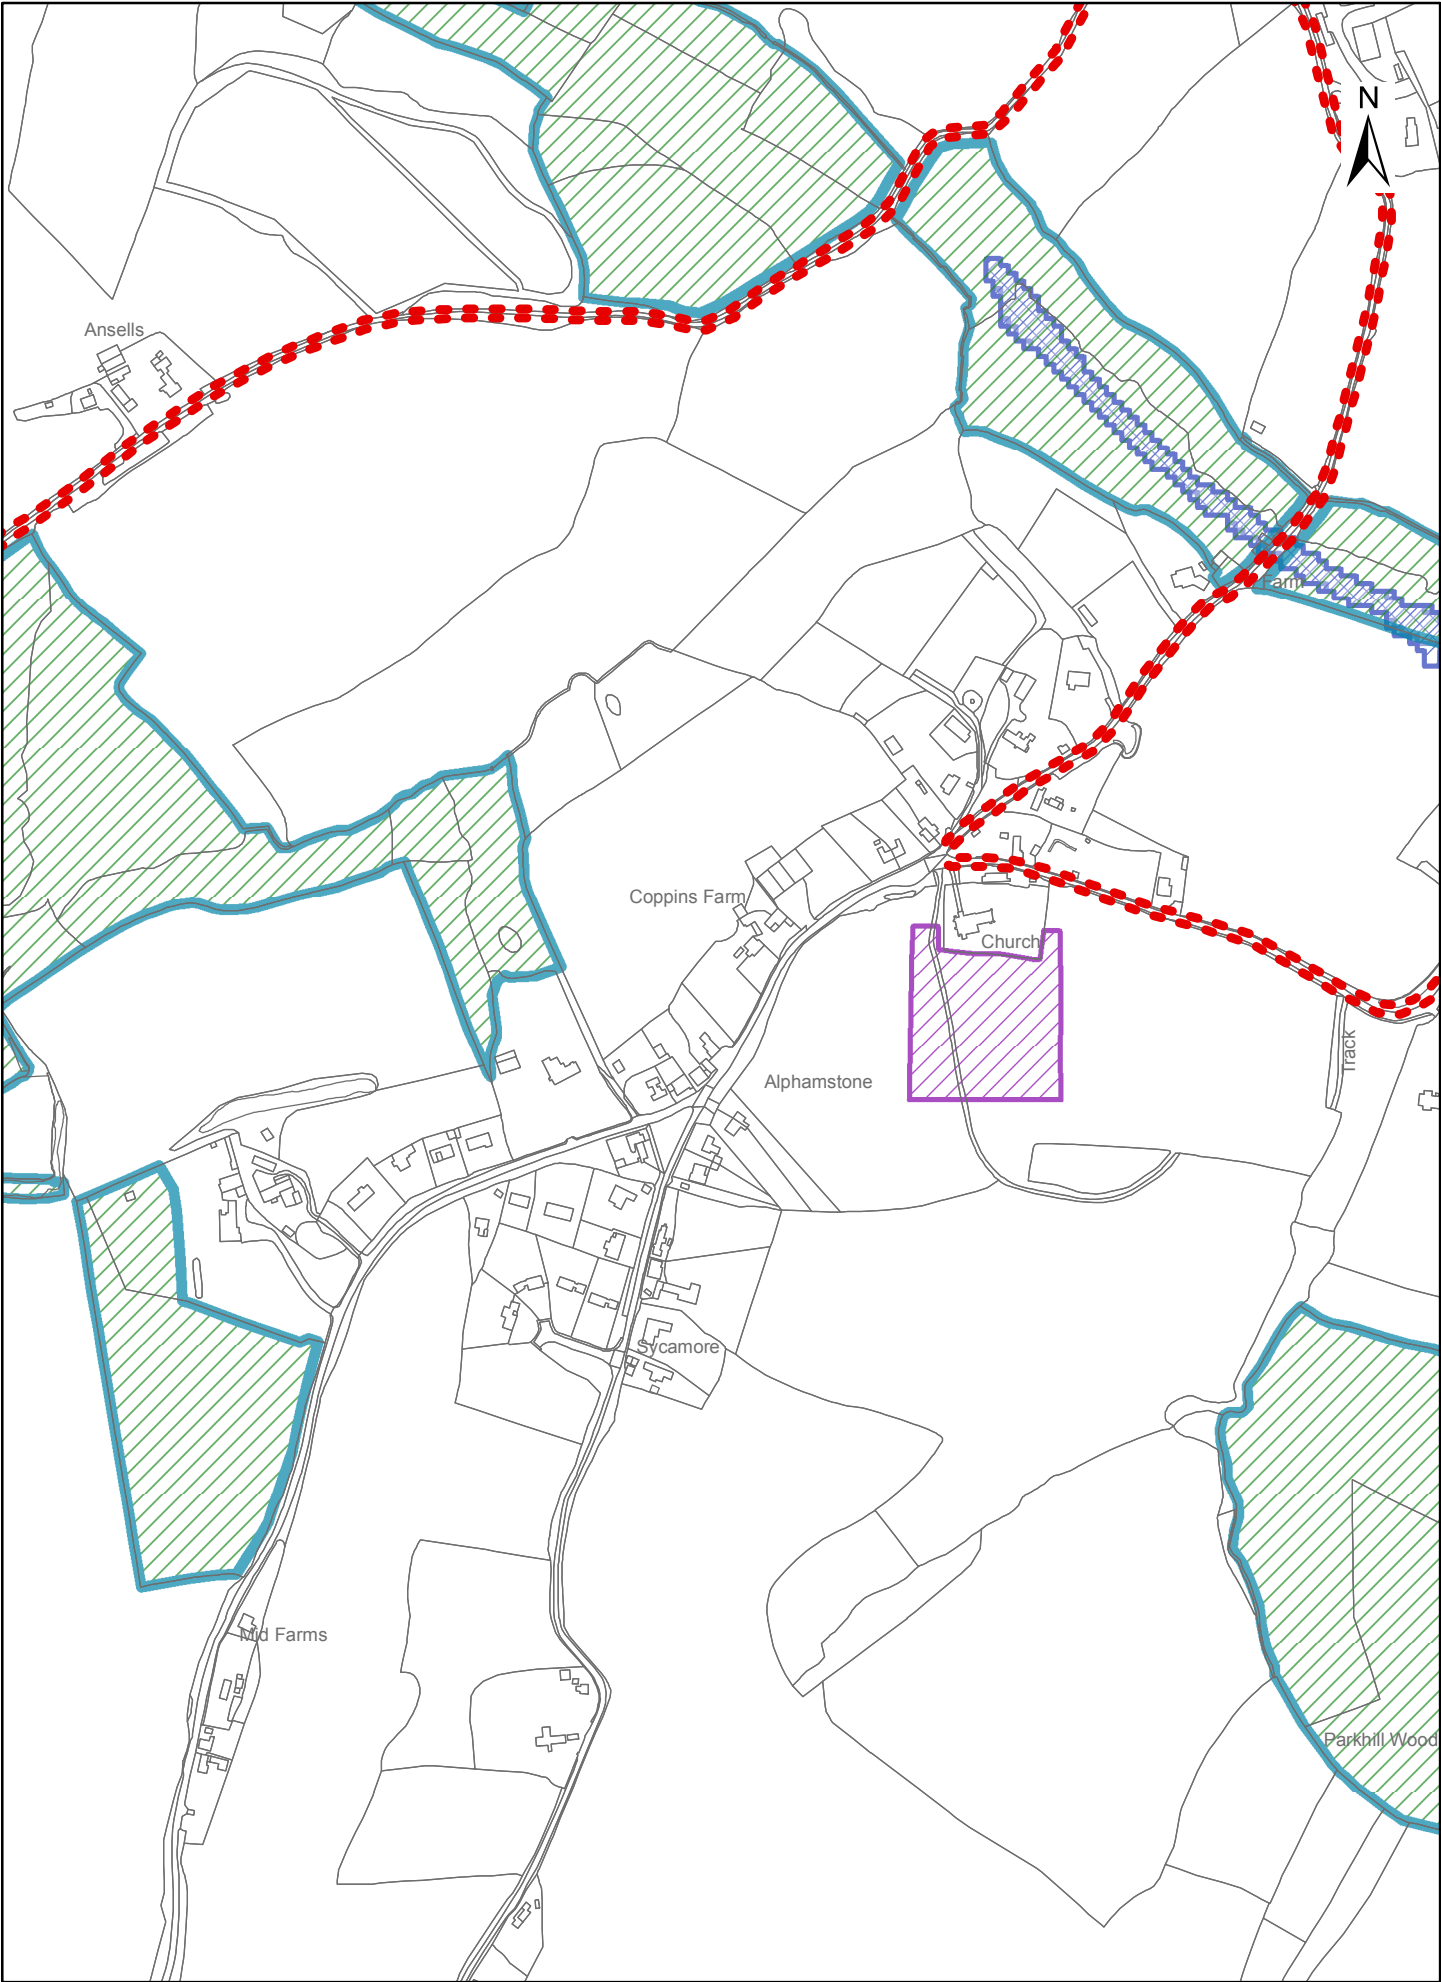 N
Ansells
Farm
Coppins Farm
Church
Track
Alphamstone
Sycamore
Mid Farms
Parkhill Wood